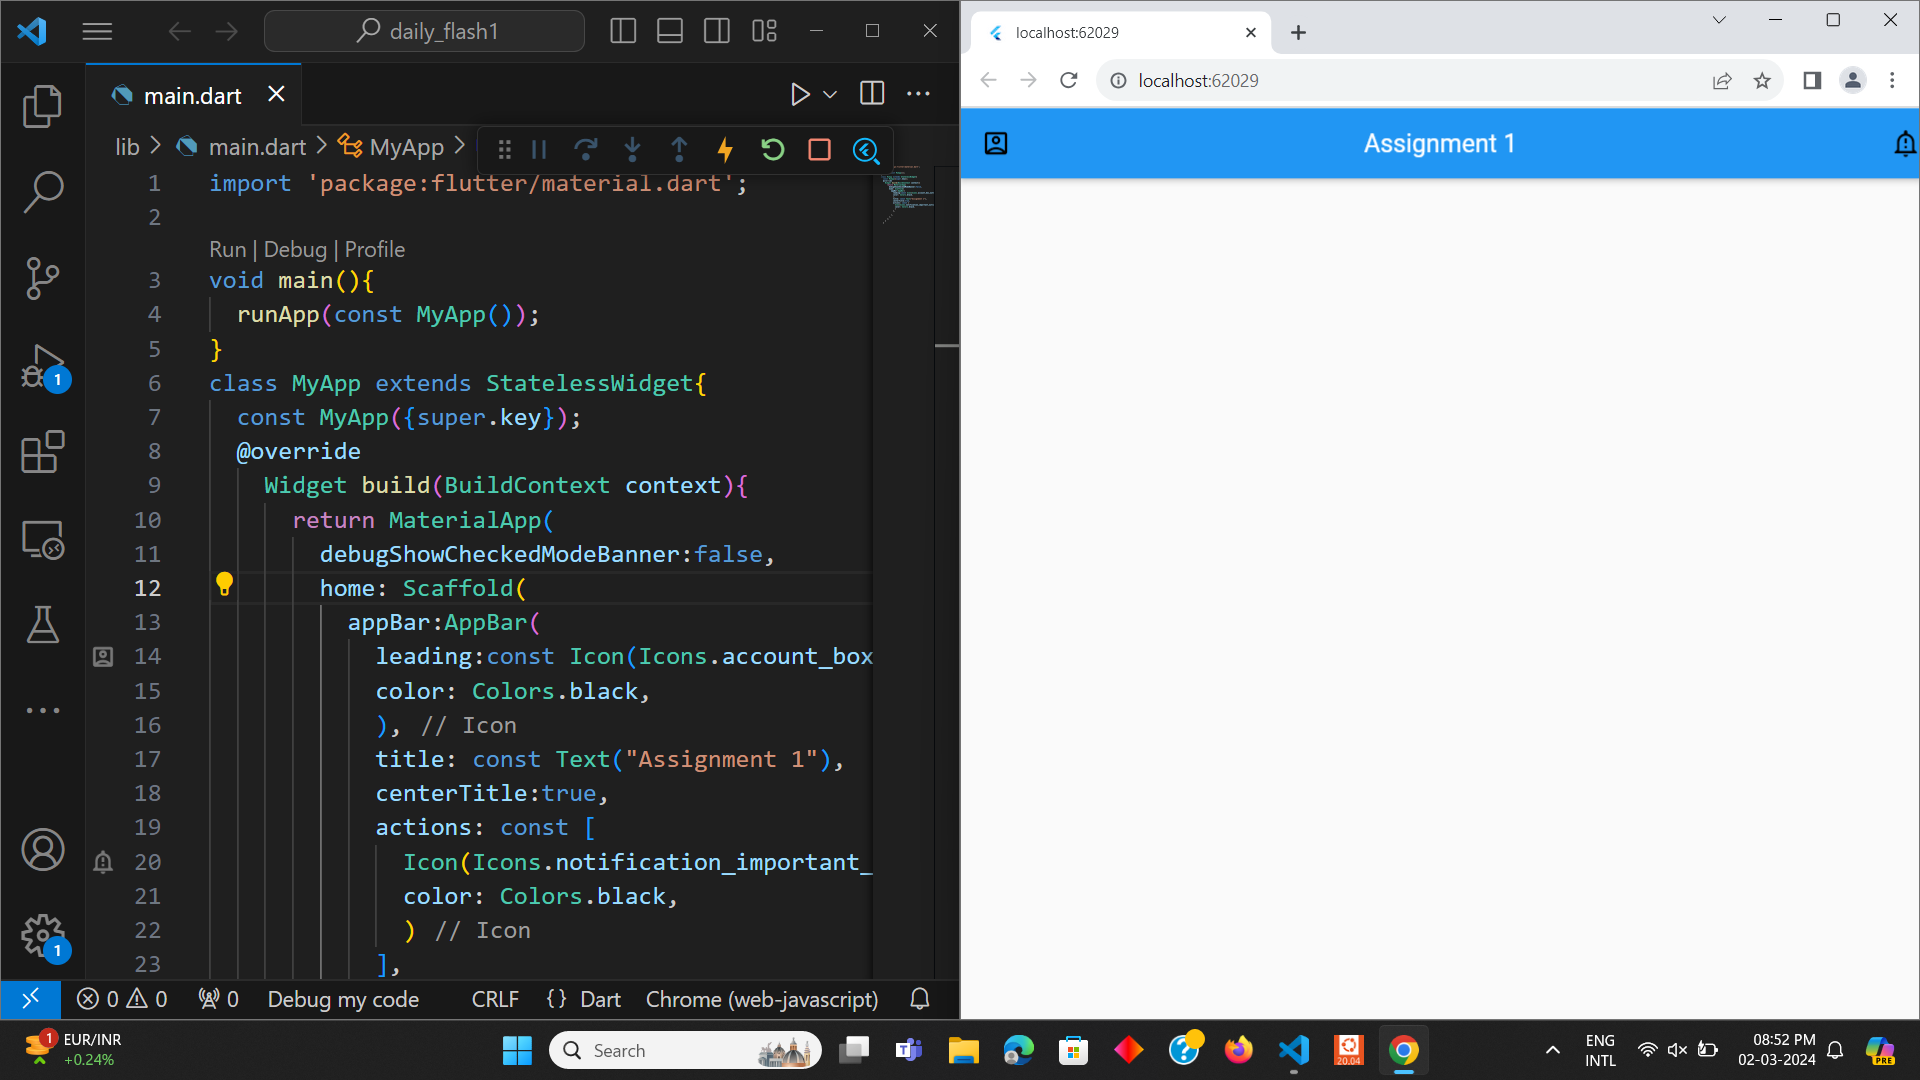 daily_flash1
main.dart
lib > main.dart > MyApp >
1 import 'package:flutter/material.dart';
2
Run | Debug | Profile
3 void main(){
4 runApp(const MyApp());
5 }
6 class MyApp extends StatelessWidget{
7 const MyApp({super.key});
8 @override
9 Widget build(BuildContext context){
10 return MaterialApp(
11 debugShowCheckedModeBanner:false,
12 home: Scaffold(
13 appBar:AppBar(
14 leading:const Icon(Icons.account_box
15 color: Colors.black,
16 ), // Icon
17 title: const Text("Assignment 1"),
18 centerTitle:true,
19 actions: const [
20 Icon(Icons.notification_important_
21 color: Colors.black,
22 ) // Icon
23 ],
1
1
0 0 0 Debug my code CRLF {} Dart Chrome (web-javascript)
localhost:62029
localhost:62029
Assignment 1
1
EUR/INR
+0.24%
Search
20.04
ENG
INTL
08:52 PM
02-03-2024
PRE